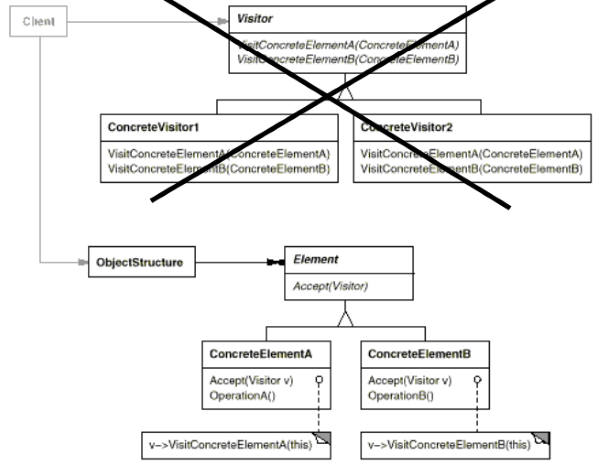 Client
Visitor
VisitConcreteElementA(ConcreteElementA)
VisitConcreteElementB(ConcreteElementB)
ConcreteVisitor1
VisitConcreteElementA(ConcreteElementA)
VisitConcreteElementB(ConcreteElementB)
ConcreteVisitor2
VisitConcreteElementA(ConcreteElementA)
VisitConcreteElementB(ConcreteElementB)
ObjectStructure
Element
Accept(Visitor)
ConcreteElementA
Accept(Visitor v)
OperationA()
ConcreteElementB
Accept(Visitor v)
OperationB()
v–>VisitConcreteElementA(this)
v–>VisitConcreteElementB(this)